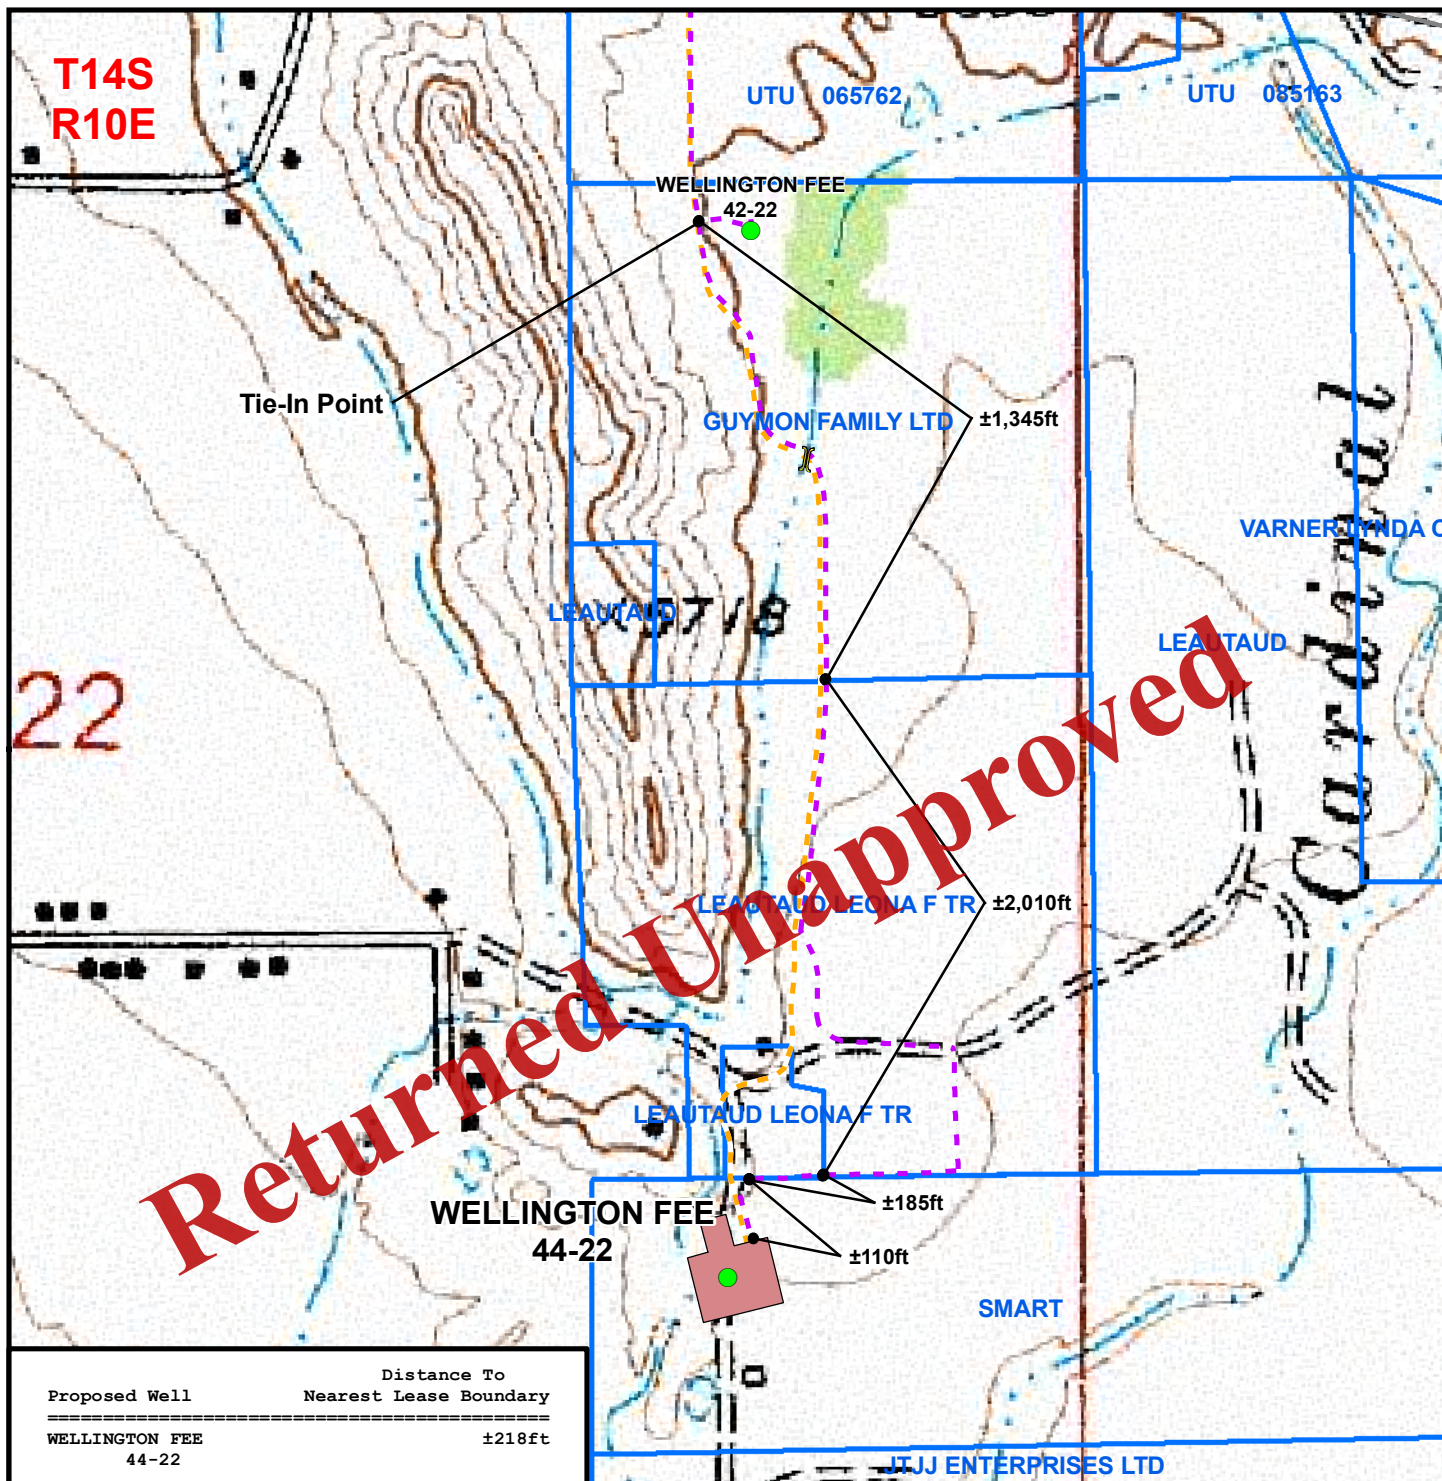 T14S
R10E
UTU 065762
UTU 085163
WELLINGTON FEE
42-22
Tie-In Point
GUYMON FAMILY LTD
±1,345ft
VARNER LYNDA C
LEAUTAUD
x 5718
LEAUTAUD
22
Carbidel
Returned Unapproved
LEAUTAUD LEONA F TR
±2,010ft
LEAUTAUD LEONA F TR
WELLINGTON FEE
44-22
±185ft
±110ft
SMART
Proposed Well
Distance To
Nearest Lease Boundary
=============================================
WELLINGTON FEE
44-22
±218ft
JTJJ ENTERPRISES LTD